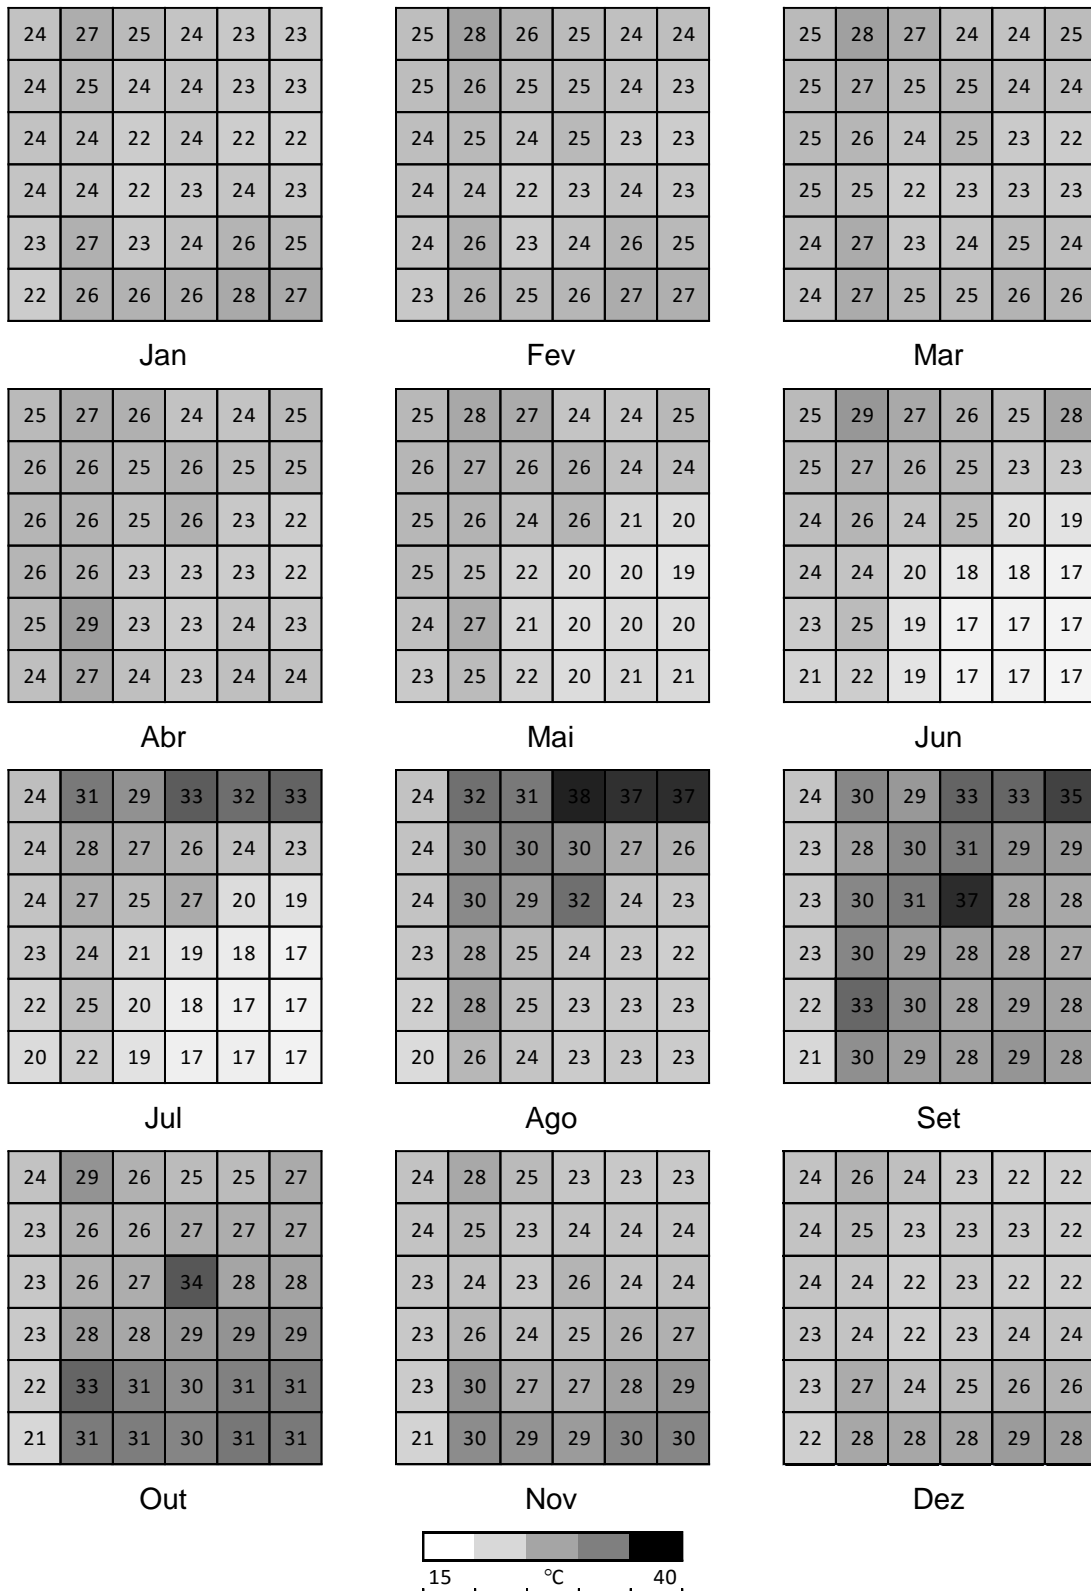 24 27 25 24 23 23 25 28 26 25 24 24 25 28 27 24 24 25
24 25 24 24 23 23 25 26 25 25 24 23 25 27 25 25 24 24
24 24 22 24 22 22 24 25 24 25 23 23 25 26 24 25 23 22
24 24 22 23 24 23 24 24 22 23 24 23 25 25 22 23 23 23
23 27 23 24 26 25 24 26 23 24 26 25 24 27 23 24 25 24
22 26 26 26 28 27 23 26 25 26 27 27 24 27 25 25 26 26
Jan Fev Mar
25 27 26 24 24 25 25 28 27 24 24 25 25 29 27 26 25 28
26 26 25 26 25 25 26 27 26 26 24 24 25 27 26 25 23 23
26 26 25 26 23 22 25 26 24 26 21 20 24 26 24 25 20 19
26 26 23 23 23 22 25 25 22 20 20 19 24 24 20 18 18 17
25 29 23 23 24 23 24 27 21 20 20 20 23 25 19 17 17 17
24 27 24 23 24 24 23 25 22 20 21 21 21 22 19 17 17 17
Abr Mai Jun
24 31 29 33 32 33 24 32 31 38 37 37 24 30 29 33 33 35
24 28 27 26 24 23 24 30 30 30 27 26 23 28 30 31 29 29
24 27 25 27 20 19 24 30 29 32 24 23 23 30 31 37 28 28
23 24 21 19 18 17 23 28 25 24 23 22 23 30 29 28 28 27
22 25 20 18 17 17 22 28 25 23 23 23 22 33 30 28 29 28
20 22 19 17 17 17 20 26 24 23 23 23 21 30 29 28 29 28
Jul Ago Set
24 29 26 25 25 27 24 28 25 23 23 23 24 26 24 23 22 22
23 26 26 27 27 27 24 25 23 24 24 24 24 25 23 23 23 22
23 26 27 34 28 28 23 24 23 26 24 24 24 24 22 23 22 22
23 28 28 29 29 29 23 26 24 25 26 27 23 24 22 23 24 24
22 33 31 30 31 31 23 30 27 27 28 29 23 27 24 25 26 26
21 31 31 30 31 31 21 30 29 29 30 30 22 28 28 28 29 28
Out Nov Dez
15 °C 40